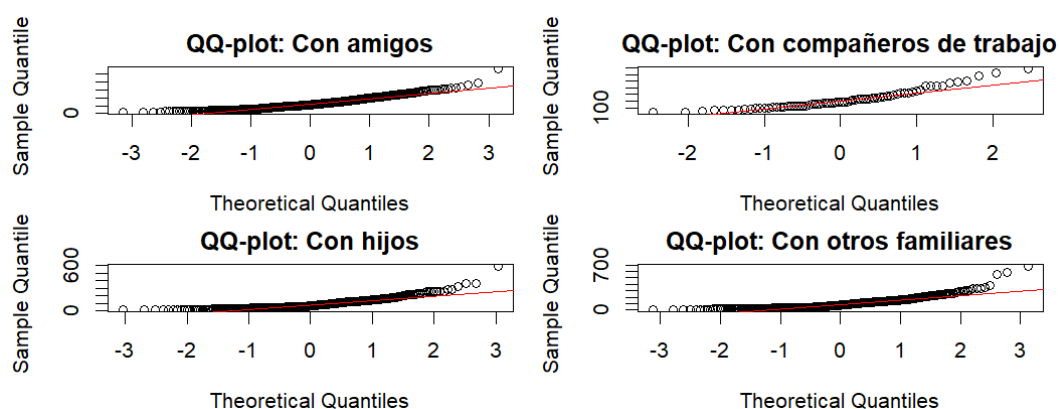 QQ-plot: Con amigos
Sample Quantile
0
-3 -2 -1 0 1 2 3
Theoretical Quantiles
QQ-plot: Con compañeros de trabajo
Sample Quantile
100
-2 -1 0 1 2
Theoretical Quantiles
QQ-plot: Con hijos
Sample Quantile
600
0
-3 -2 -1 0 1 2 3
Theoretical Quantiles
QQ-plot: Con otros familiares
Sample Quantile
700
0
-3 -2 -1 0 1 2 3
Theoretical Quantiles